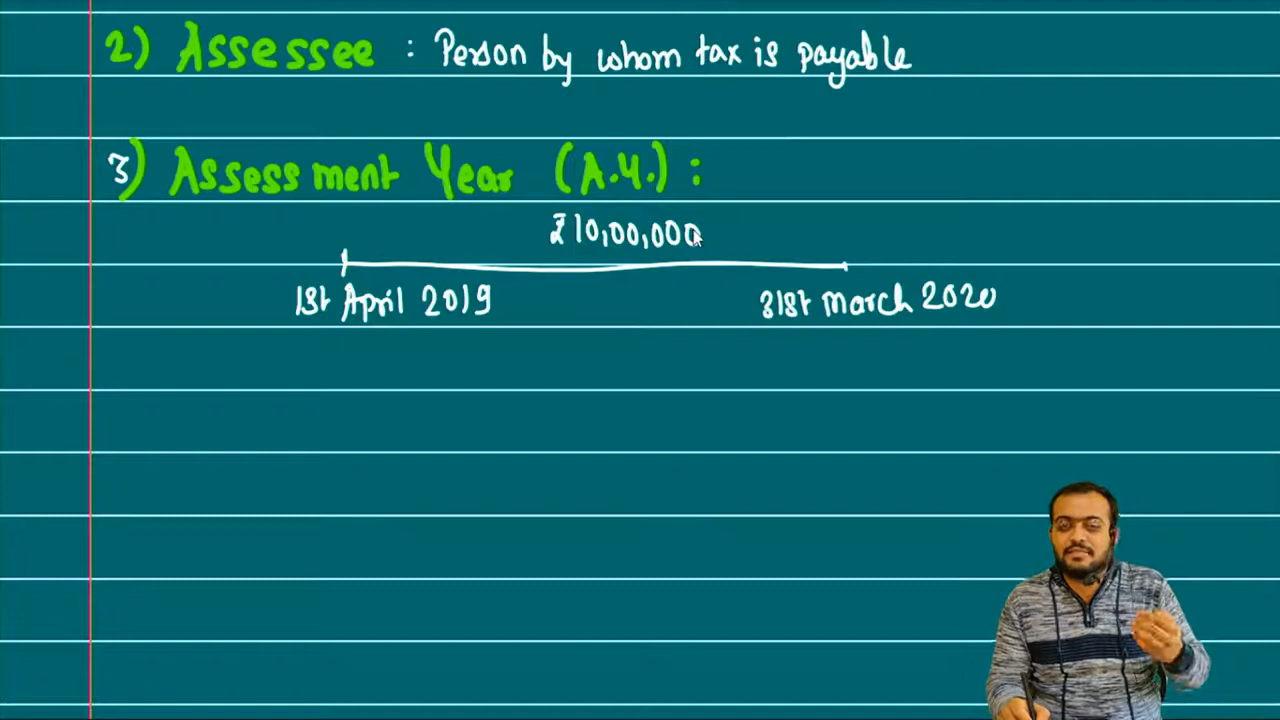 2) Assessee : Person by whom tax is payable
3) Assessment Year (A.Y.) :
₹10,00,000
1st April 2019 31st March 2020